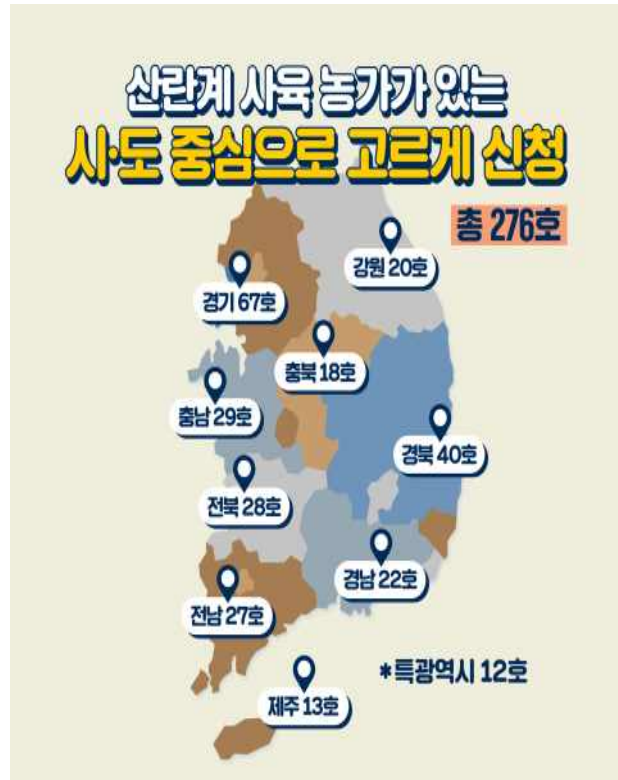 산란계 사육 농가가 있는
시·도 중심으로 고르게 신청
총 276호
강원 20호
경기 67호
충북 18호
충남 29호
경북 40호
전북 28호
경남 22호
전남 27호
*특광역시 12호
제주 13호